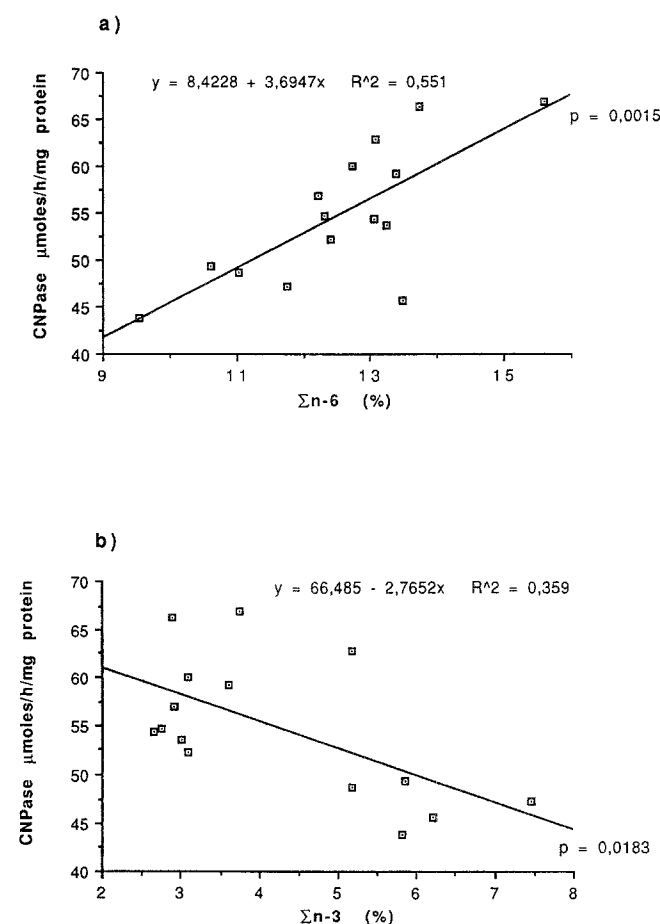 a)
y = 8,4228 + 3,6947x R^2 = 0,551
p = 0,0015
CNPase µmoles/h/mg protein
70
65
60
55
50
45
40
9 11 13 15
∑n-6 (%)
b)
y = 66,485 - 2,7652x R^2 = 0,359
CNPase µmoles/h/mg protein
70
65
60
55
50
45
40
p = 0,0183
2 3 4 5 6 7 8
∑n-3 (%)